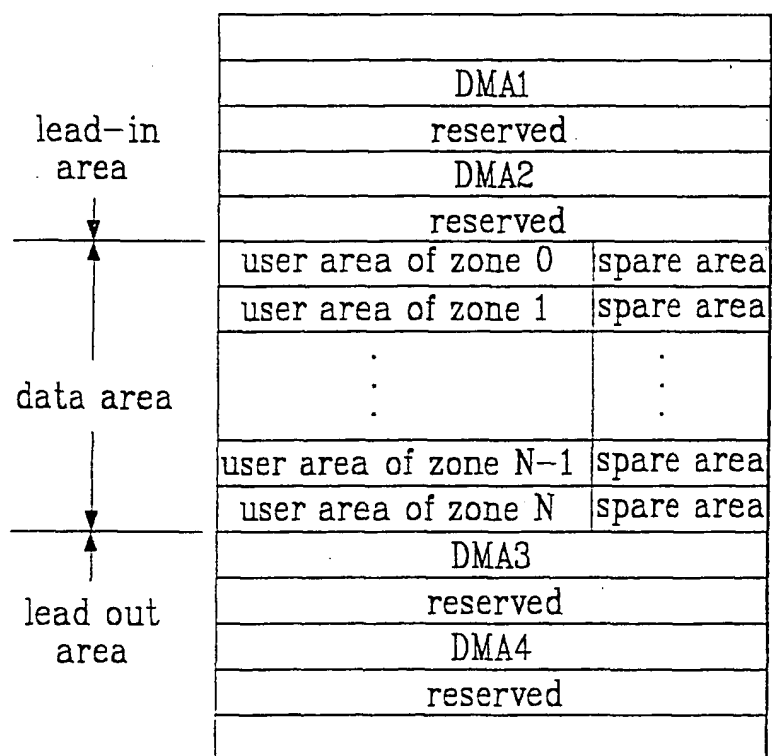 DMA1
reserved
DMA2
reserved
lead-in
area
user area of zone 0 spare area
user area of zone 1 spare area
. .
. .
. .
user area of zone N-1 spare area
user area of zone N spare area
data area
DMA3
reserved
DMA4
reserved
lead out
area